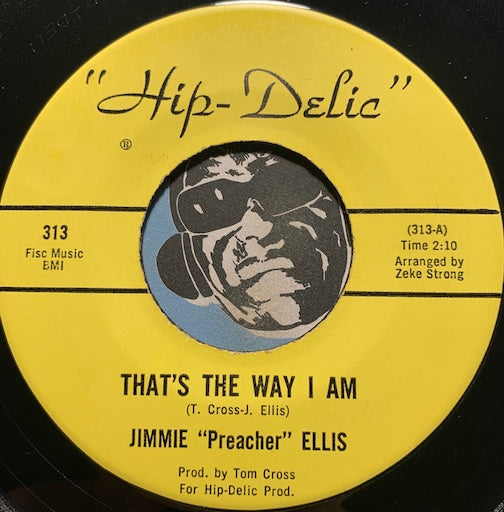 "Hip-Delic"
®
313
Fisc Music
BMI
(313-A)
Time 2:10
Arranged by
Zeke Strong
THAT'S THE WAY I AM
(T. Cross-J. Ellis)
JIMMIE "Preacher" ELLIS
Prod. by Tom Cross
For Hip-Delic Prod.